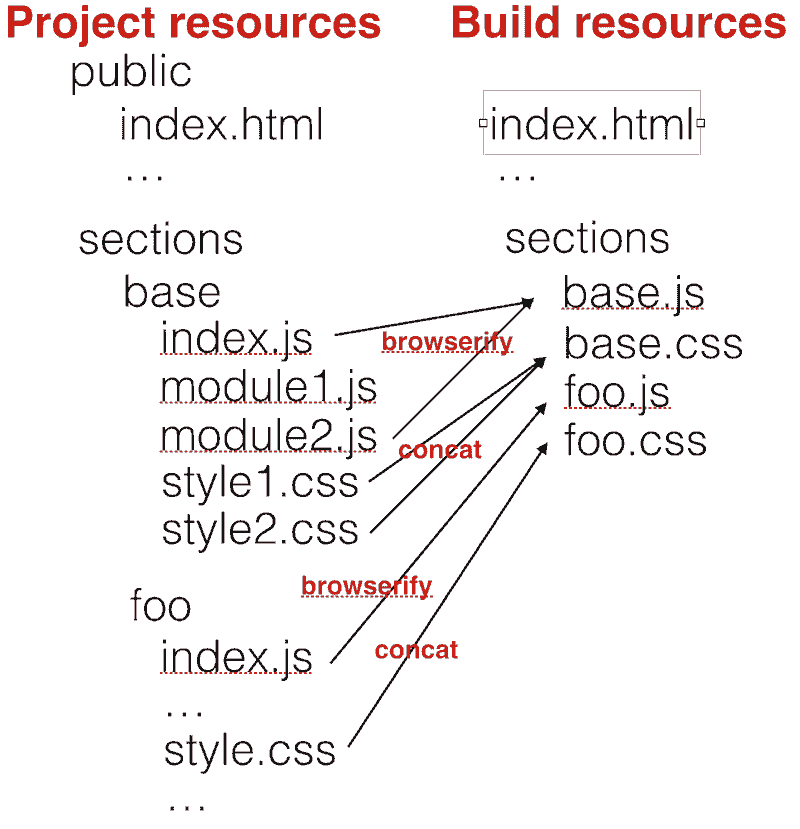 Project resources
public
index.html
...
sections
base
index.js
module1.js
module2.js
style1.css
style2.css
foo
index.js
...
style.css
...
browserify
concat
browserify
concat
Build resources
index.html
...
sections
base.js
base.css
foo.js
foo.css